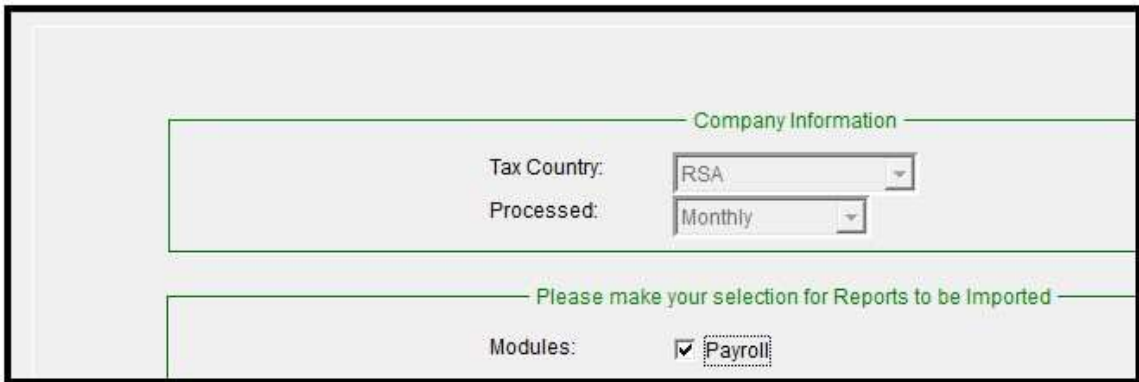 Company Information
Tax Country: RSA
Processed: Monthly
Please make your selection for Reports to be Imported
Modules: Payroll